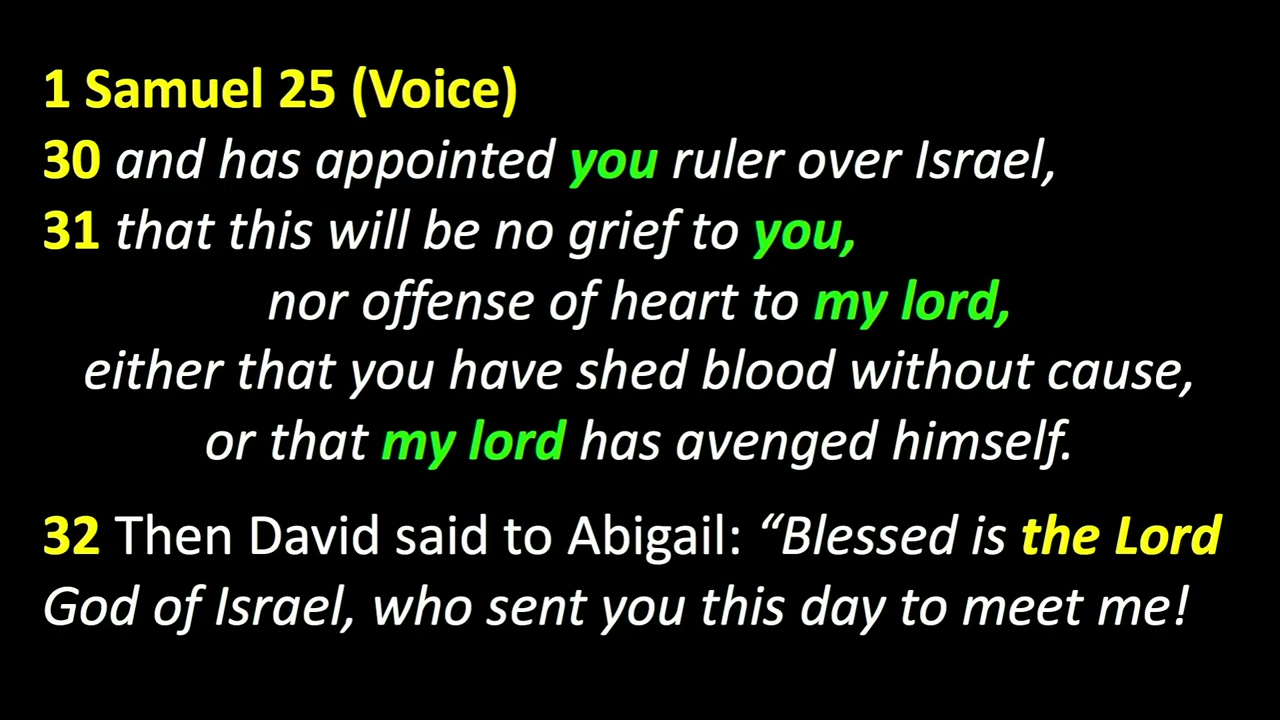 1 Samuel 25 (Voice)
30 and has appointed you ruler over Israel,
31 that this will be no grief to you,
nor offense of heart to my lord,
either that you have shed blood without cause,
or that my lord has avenged himself.
32 Then David said to Abigail: “Blessed is the Lord
God of Israel, who sent you this day to meet me!